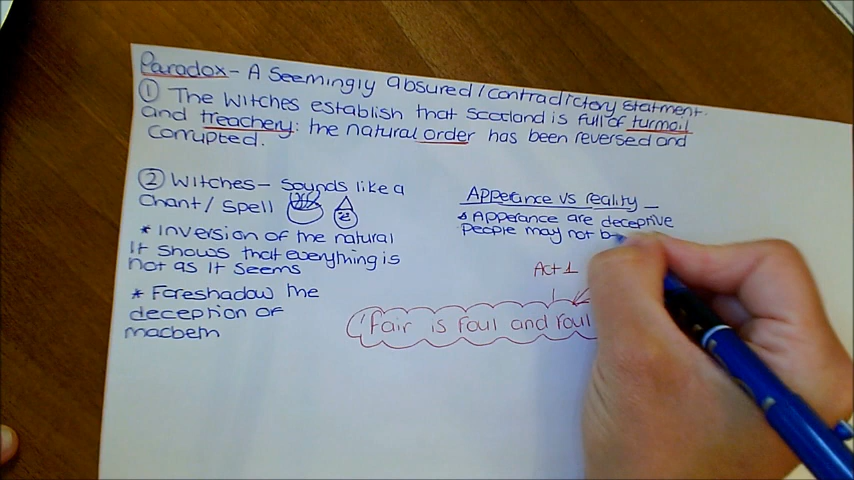 Paradox - A seemingly absured/contradictory statment.
① The witches establish that Scotland is full of turmoil
and treachery: the natural order has been reversed and
corrupted.
② Witches - sounds like a
chant/spell
* Inversion of the natural
It shows that everything is
not as it seems
* Foreshadow the
deception of
macbeth
Apperance vs reality -
Apperance are deceptive
People may not b
Act 1
'Fair is foul and foul